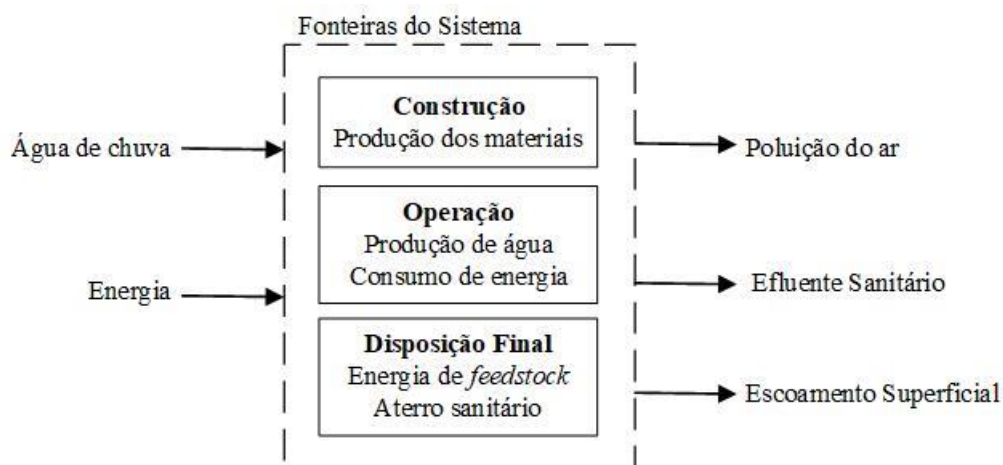 Fonteiras do Sistema
Água de chuva
Energia
Construção
Produção dos materiais
Operação
Produção de água
Consumo de energia
Disposição Final
Energia de feedstock
Aterro sanitário
Poluição do ar
Efluente Sanitário
Escoamento Superficial